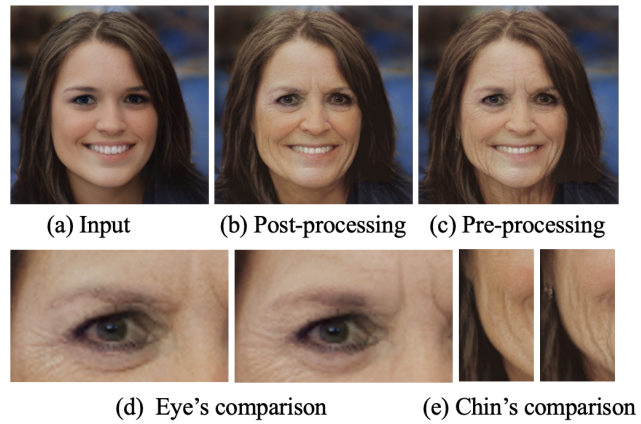 (a) Input
(b) Post-processing
(c) Pre-processing
(d) Eye's comparison
(e) Chin's comparison